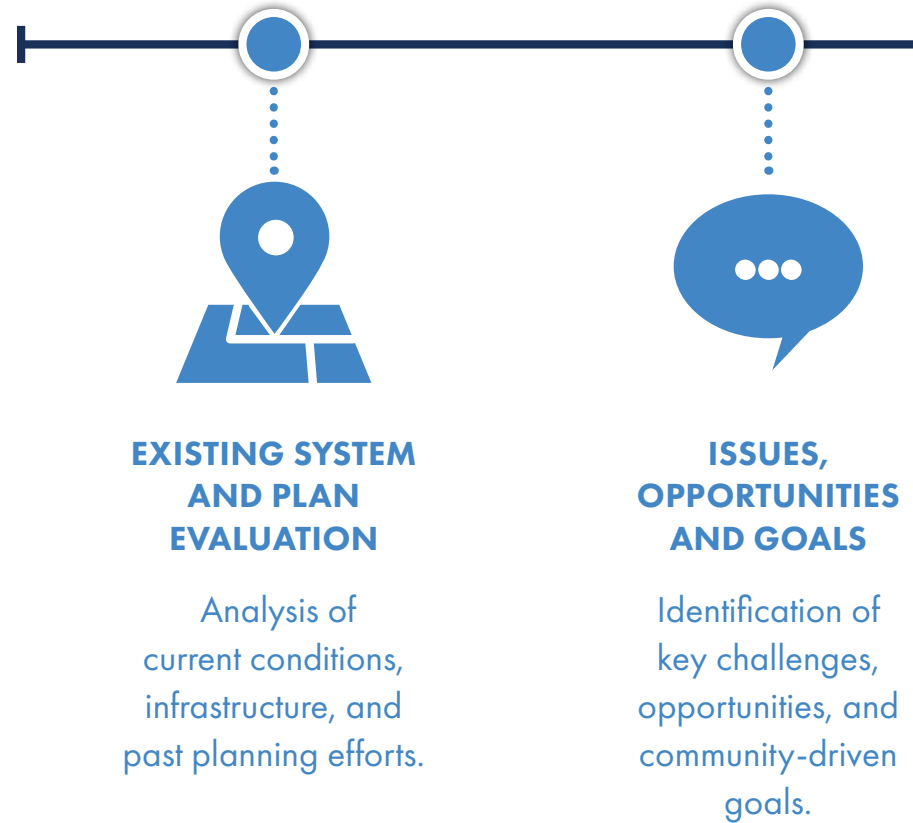 EXISTING SYSTEM
AND PLAN
EVALUATION
Analysis of
current conditions,
infrastructure, and
past planning efforts.
ISSUES,
OPPORTUNITIES
AND GOALS
Identification of
key challenges,
opportunities, and
community-driven
goals.